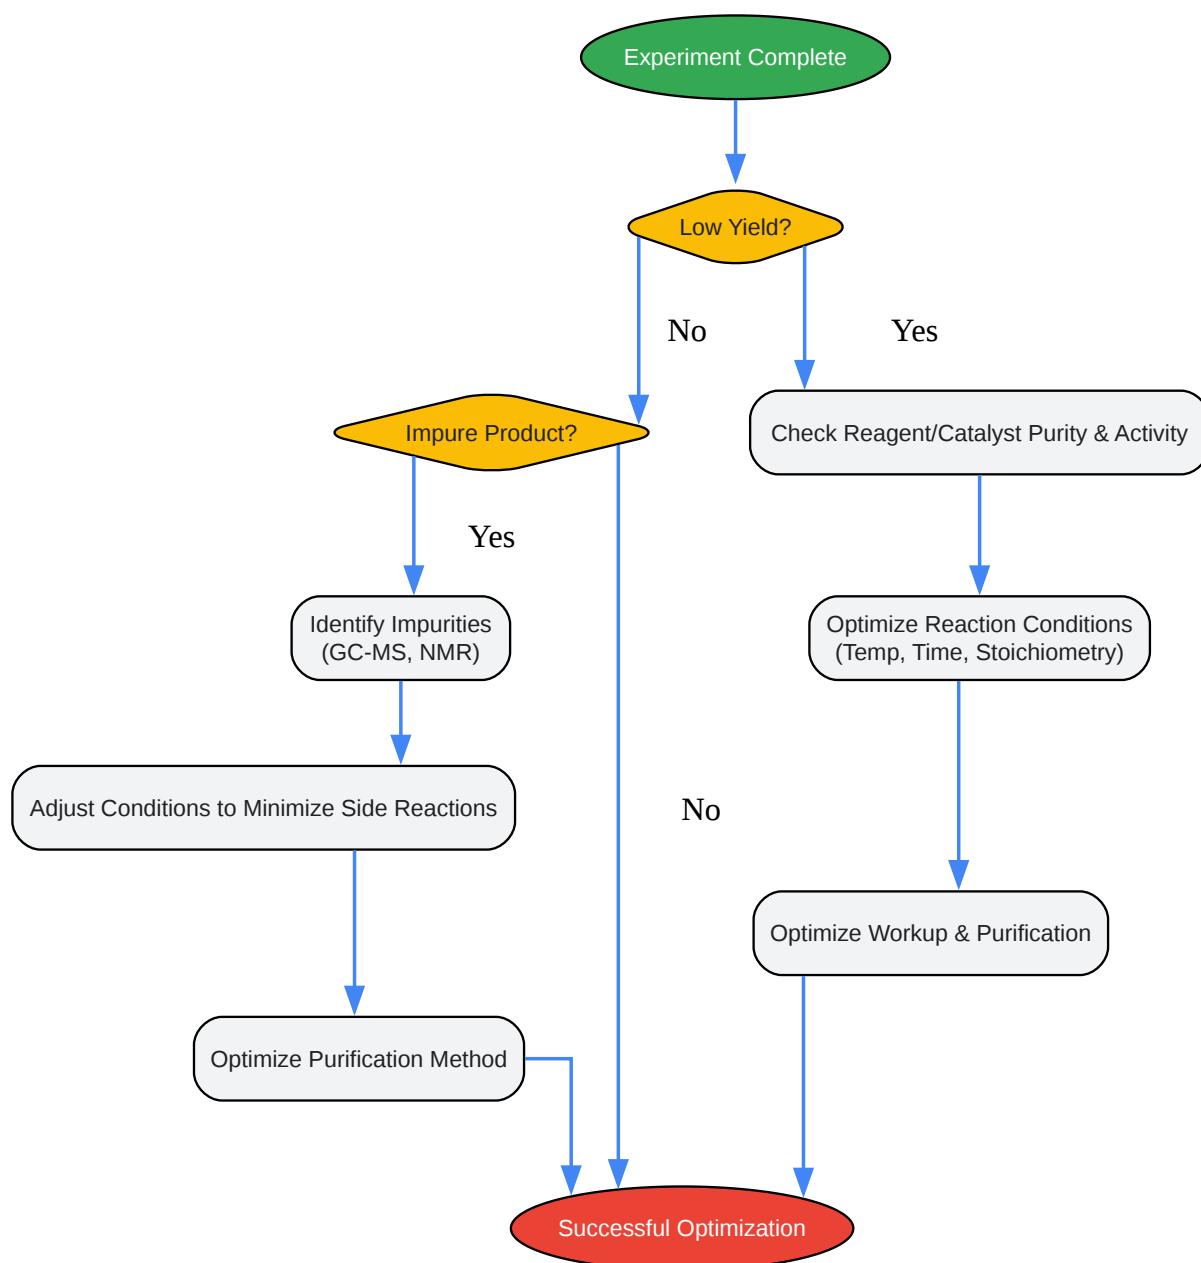 Experiment Complete
Low Yield?
No
Yes
Impure Product?
Check Reagent/Catalyst Purity & Activity
Yes
Identify Impurities
(GC-MS, NMR)
Optimize Reaction Conditions
(Temp, Time, Stoichiometry)
Adjust Conditions to Minimize Side Reactions
No
Optimize Workup & Purification
Optimize Purification Method
Successful Optimization